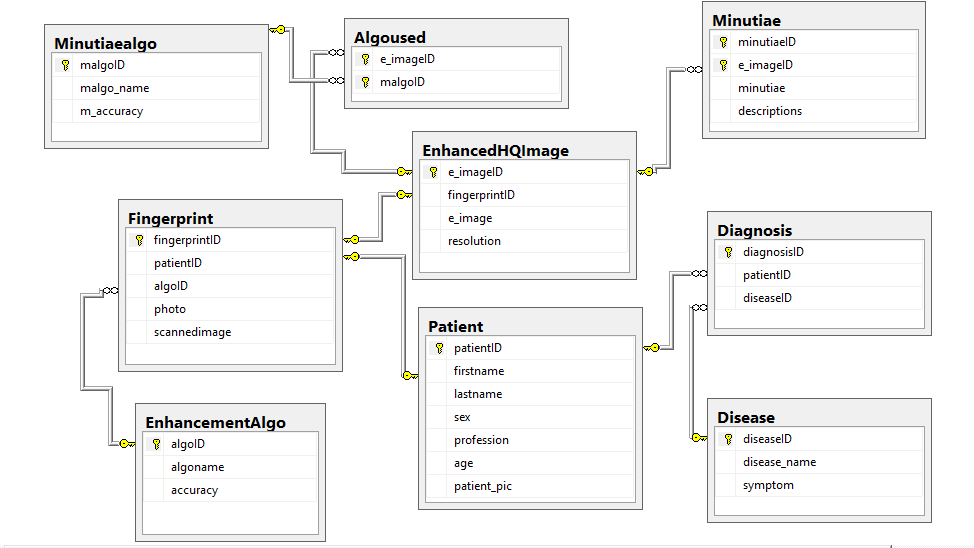 Minutiaealgo
malgoID
malgo_name
m_accuracy
Algoused
e_imageID
malgoID
Minutiae
minutiaeID
e_imageID
minutiae
descriptions
EnhancedHQImage
e_imageID
fingerprintID
e_image
resolution
Fingerprint
fingerprintID
patientID
algoID
photo
scannedimage
Diagnosis
diagnosisID
patientID
diseaseID
Patient
patientID
firstname
lastname
sex
profession
age
patient_pic
EnhancementAlgo
algoID
algoname
accuracy
Disease
diseaseID
disease_name
symptom